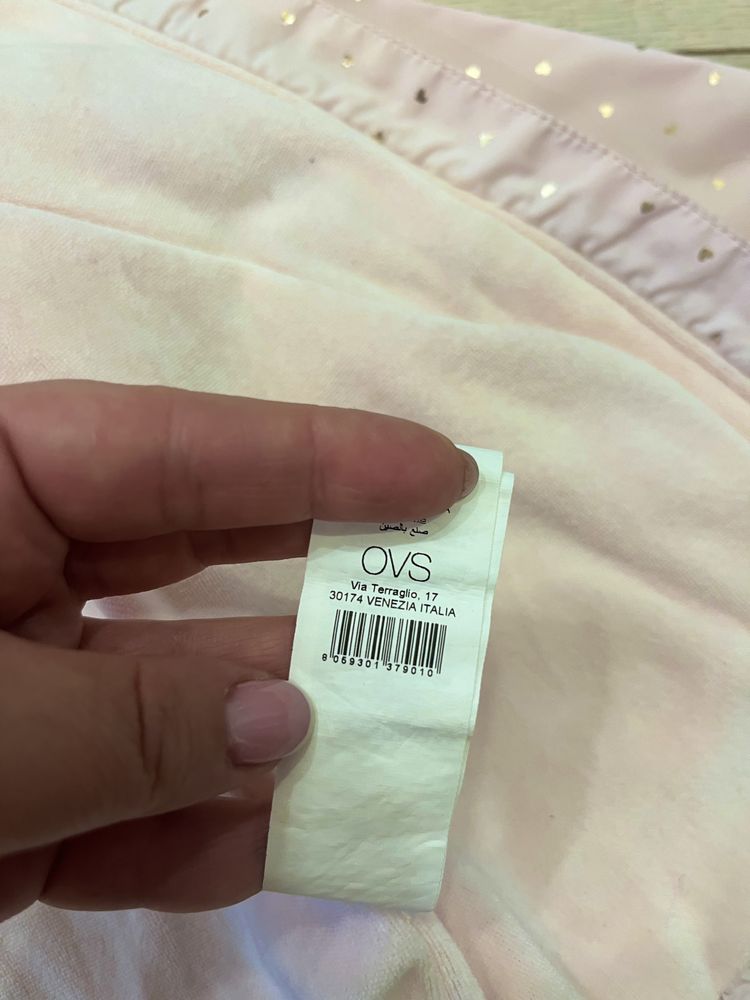 صنع بالصين
OVS
Via Terraglio, 17
30174 VENEZIA ITALIA
8 059301 379010